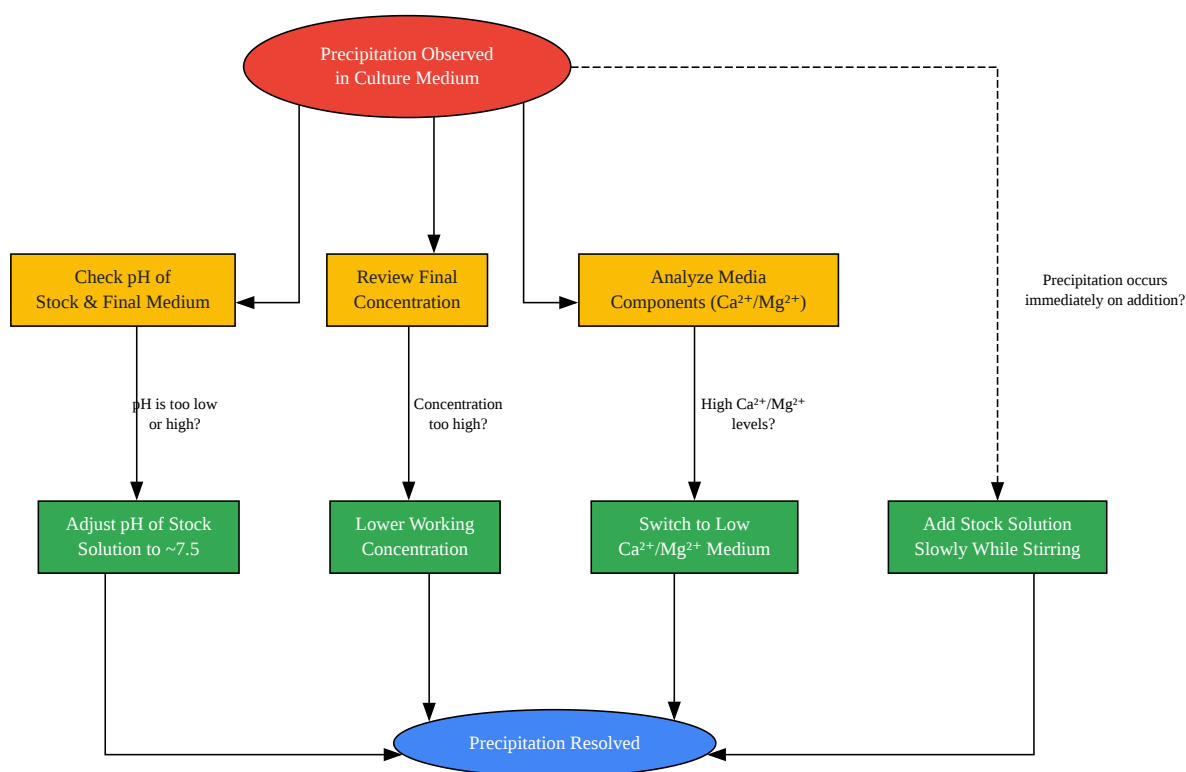 Precipitation Observed
in Culture Medium
Check pH of
Stock & Final Medium
Review Final
Concentration
Analyze Media
Components (Ca²⁺/Mg²⁺)
Precipitation occurs
immediately on addition?
pH is too low
or high?
Concentration
too high?
High Ca²⁺/Mg²⁺
levels?
Adjust pH of Stock
Solution to ~7.5
Lower Working
Concentration
Switch to Low
Ca²⁺/Mg²⁺ Medium
Add Stock Solution
Slowly While Stirring
Precipitation Resolved